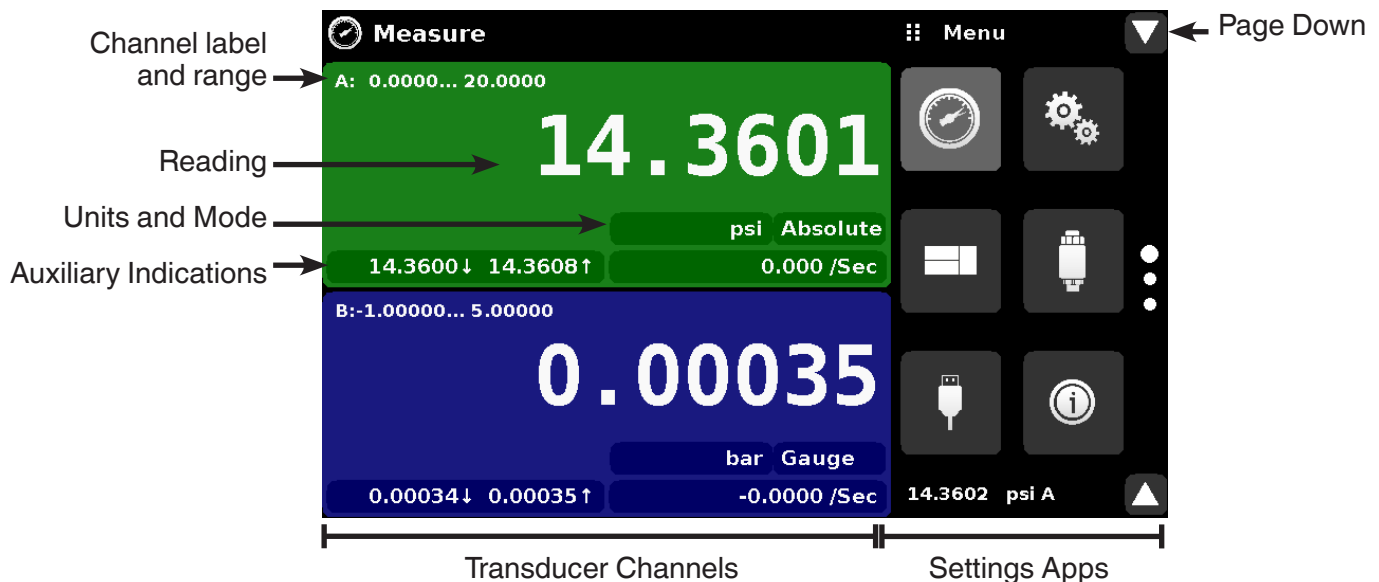 Channel label
and range
Reading
Units and Mode
Auxiliary Indications
Measure
A: 0.0000... 20.0000
14.3601
psi Absolute
14.3600↓ 14.3608↑ 0.000 /Sec
B:-1.00000... 5.00000
0.00035
bar Gauge
0.00034↓ 0.00035↑ -0.0000 /Sec
Menu
14.3602 psi A
Page Down
Transducer Channels
Settings Apps